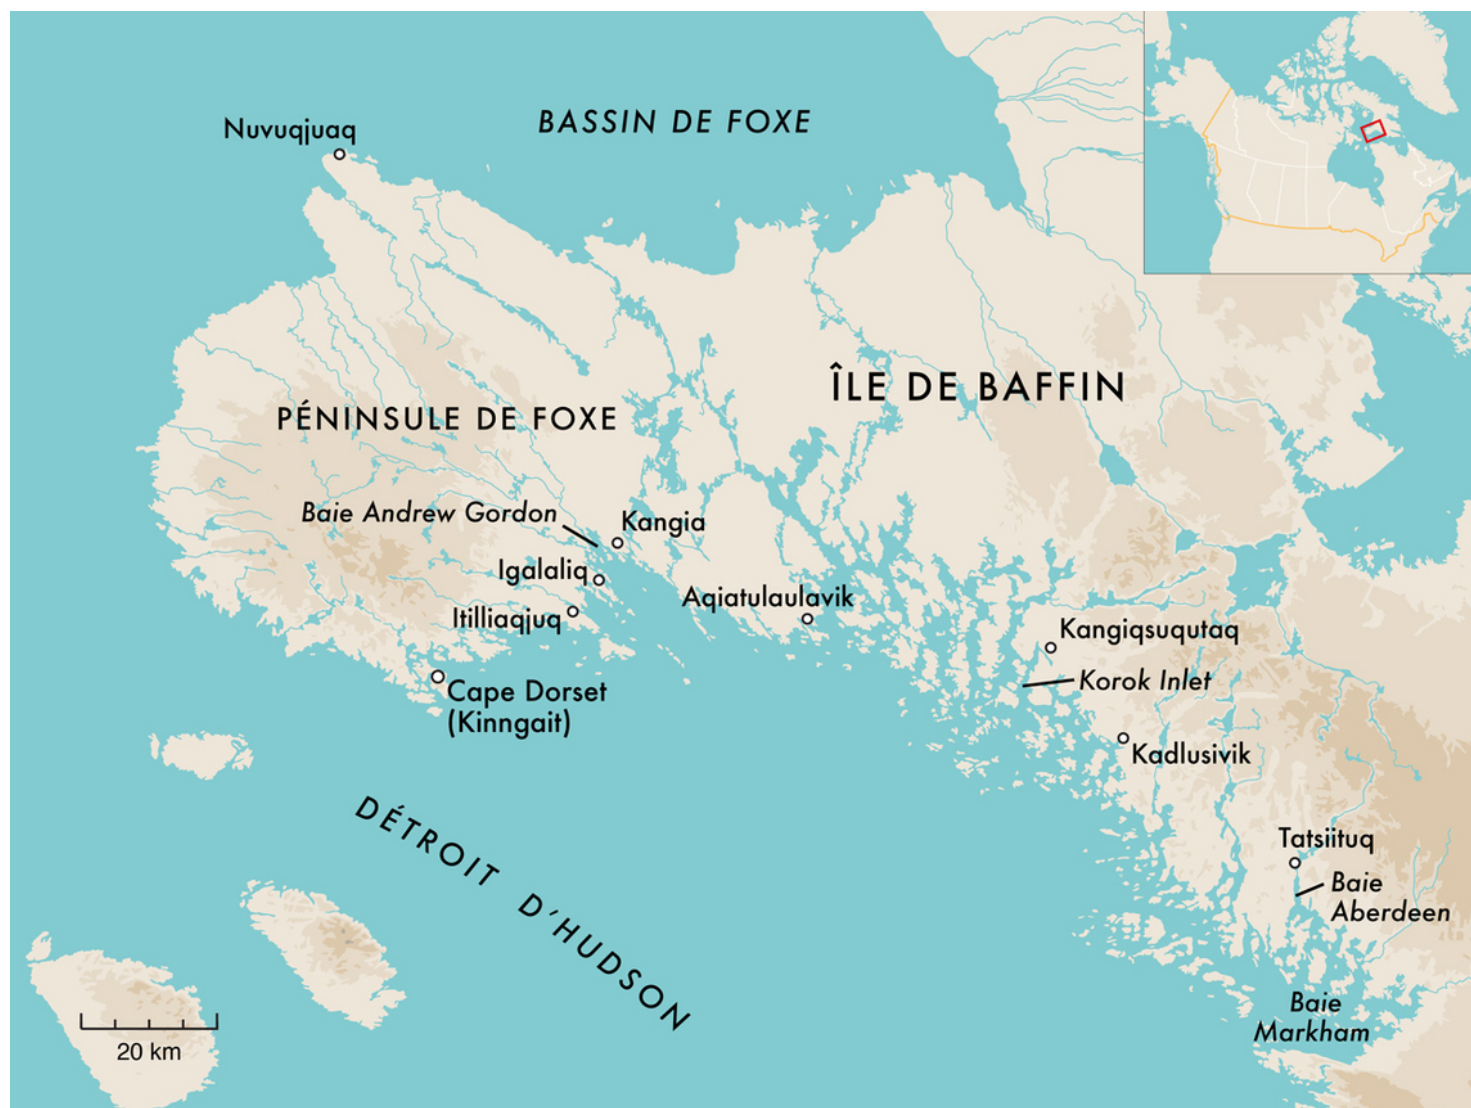 BASSIN DE FOXE
Nuvuqjuaq
ÎLE DE BAFFIN
PÉNINSULE DE FOXE
Baie Andrew Gordon
Kangia
Igalaliq
Itilliaqjuq
Aqiatulaulavik
Kangiqsuqutaq
Korok Inlet
Cape Dorset
(Kinngait)
Kadlusivik
DÉTROIT D'HUDSON
Tatsiituq
Baie
Aberdeen
Baie
Markham
20 km